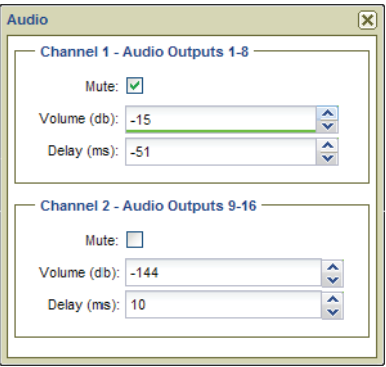 Audio
Channel 1 - Audio Outputs 1-8
Mute:
Volume (db): -15
Delay (ms): -51
Channel 2 - Audio Outputs 9-16
Mute:
Volume (db): -144
Delay (ms): 10